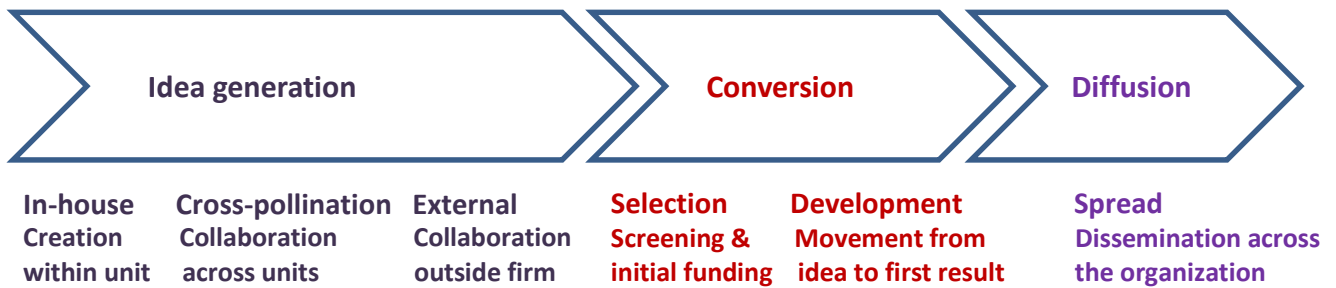 Idea generation
Conversion
Diffusion
In-house
Creation
within unit
Cross-pollination
Collaboration
across units
External
Collaboration
outside firm
Selection
Screening &
initial funding
Development
Movement from
idea to first result
Spread
Dissemination across
the organization